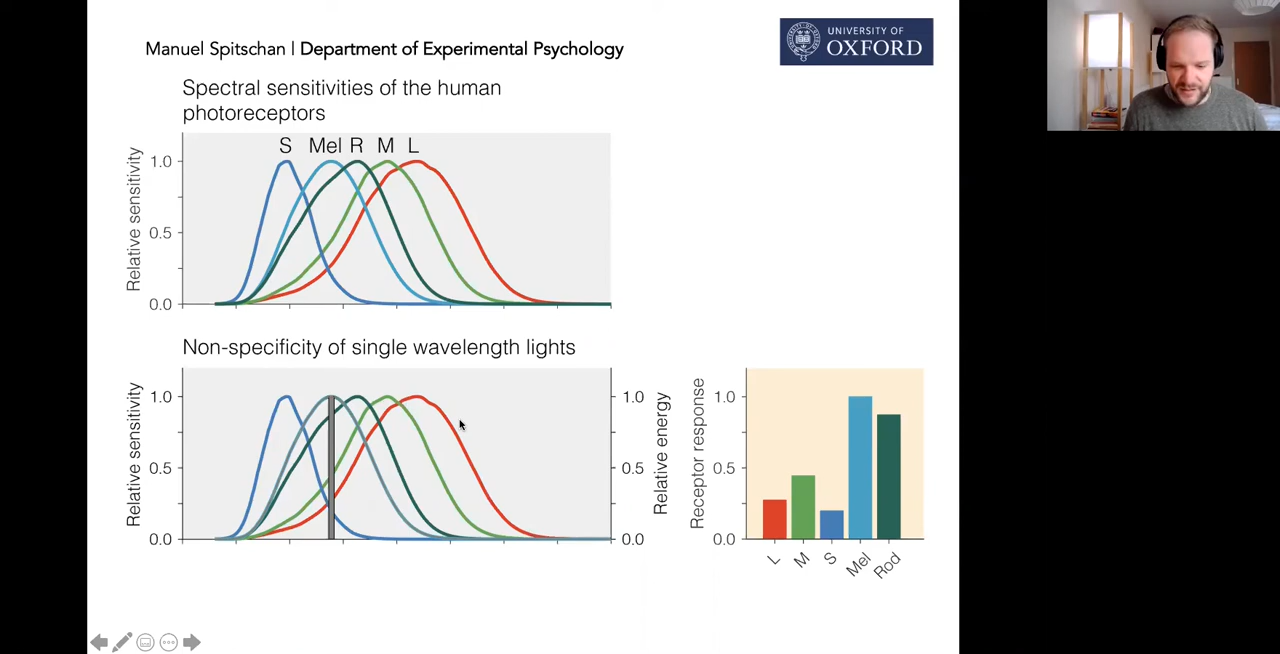 Manuel Spitschan | Department of Experimental Psychology
UNIVERSITY OF
OXFORD
Spectral sensitivities of the human
photoreceptors
S Mel R M L
Relative sensitivity
1.0
0.5
0.0
Non-specificity of single wavelength lights
Relative sensitivity
1.0
0.5
0.0
1.0
0.5
0.0
Relative energy
Receptor response
1.0
0.5
0.0
L M S Mel Rod